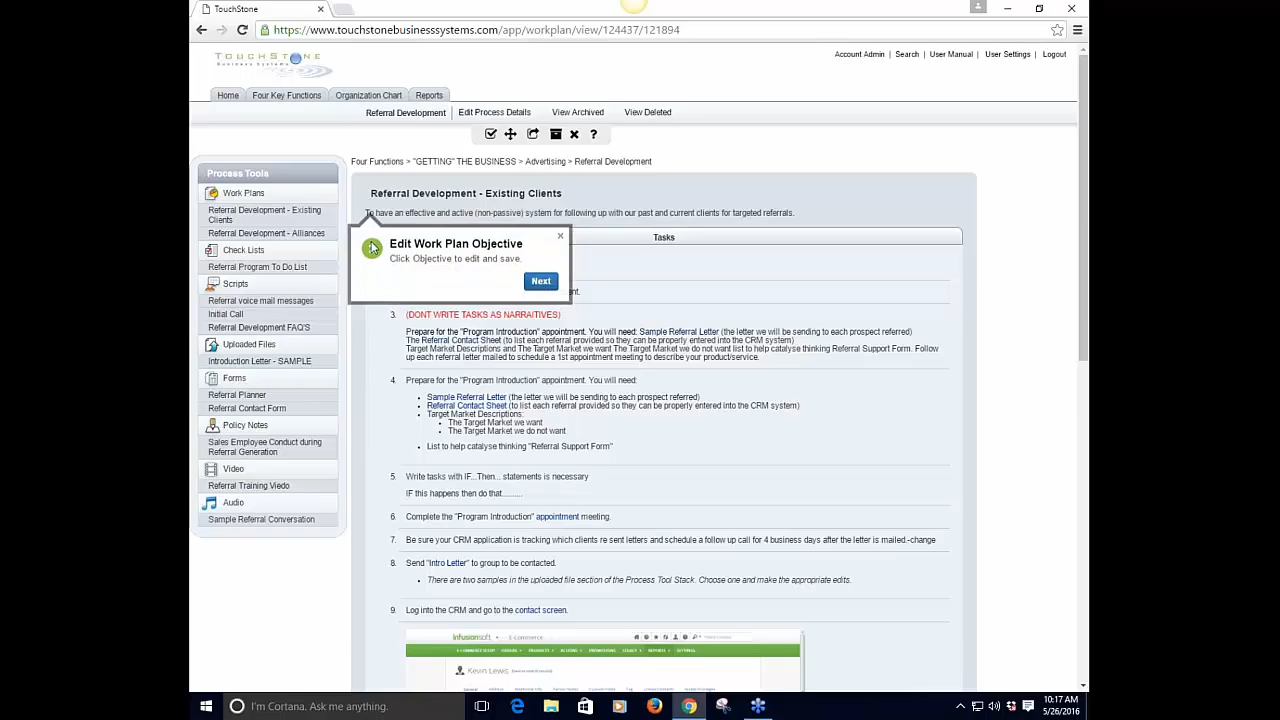 TouchStone
https://www.touchstonebusinesssystems.com/app/workplan/view/124437/121894
TOUCHSTONE
Business Systems
Account Admin | Search | User Manual | User Settings | Logout
Home
Four Key Functions
Organization Chart
Reports
Referral Development
Edit Process Details
View Archived
View Deleted
?
Four Functions > "GETTING" THE BUSINESS > Advertising > Referral Development
Process Tools
Work Plans
Referral Development - Existing
Clients
Referral Development - Alliances
Check Lists
Referral Program To Do List
Scripts
Referral voice mail messages
Initial Call
Referral Development FAQ'S
Uploaded Files
Introduction Letter - SAMPLE
Forms
Referral Planner
Referral Contact Form
Policy Notes
Sales Employee Conduct during
Referral Generation
Video
Referral Training Viedo
Audio
Sample Referral Conversation
Referral Development - Existing Clients
To have an effective and active (non-passive) system for following up with our past and current clients for targeted referrals.
Tasks
Edit Work Plan Objective
Click Objective to edit and save.
Next
3. (DONT WRITE TASKS AS NARRAITIVES)
Prepare for the "Program Introduction" appointment. You will need: Sample Referral Letter (the letter we will be sending to each prospect referred)
The Referral Contact Sheet (to list each referral provided so they can be properly entered into the CRM system)
Target Market Descriptions and The Target Market we want The Target Market we do not want list to help catalyse thinking Referral Support Form. Follow
up each referral letter mailed to schedule a 1st appointment meeting to describe your product/service.
4. Prepare for the "Program Introduction" appointment. You will need:
• Sample Referral Letter (the letter we will be sending to each prospect referred)
• Referral Contact Sheet (to list each referral provided so they can be properly entered into the CRM system)
• Target Market Descriptions:
• The Target Market we want
• The Target Market we do not want
• List to help catalyse thinking "Referral Support Form"
5. Write tasks with IF...Then... statements is necessary
IF this happens then do that.........
6. Complete the "Program Introduction" appointment meeting.
7. Be sure your CRM application is tracking which clients re sent letters and schedule a follow up call for 4 business days after the letter is mailed.-change
8. Send "Intro Letter" to group to be contacted.
• There are two samples in the uploaded file section of the Process Tool Stack. Choose one and make the appropriate edits.
9. Log into the CRM and go to the contact screen.
Infusionsoft
E-Commerce
Kevin Lewis
I'm Cortana. Ask me anything.
10:17 AM
5/26/2016